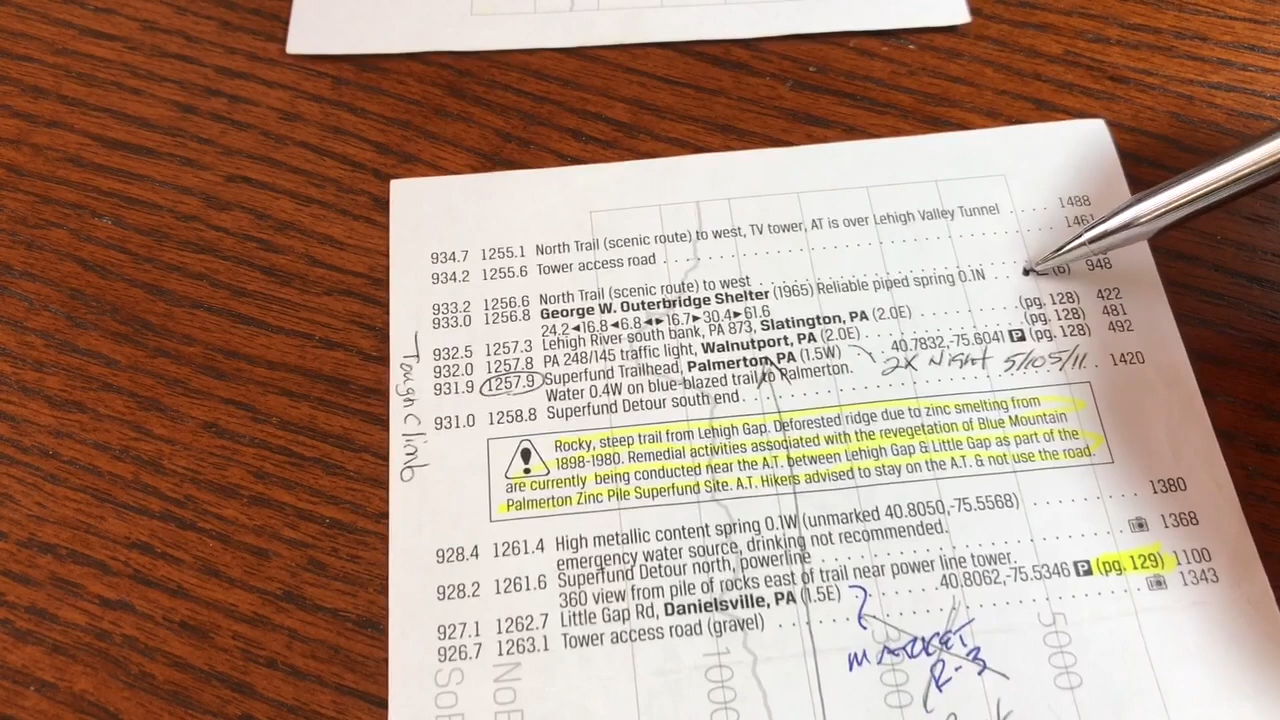 934.7 1255.1 North Trail (scenic route) to west, TV tower, AT is over Lehigh Valley Tunnel ..... 1488
934.2 1255.6 Tower access road ..... 1461
933.2 1256.6 North Trail (scenic route) to west
933.0 1256.8 George W. Outerbridge Shelter (1965) Reliable piped spring 0.1N ..... (6) 948
24.2◄16.8◄6.8◄►16.7►30.4►61.6
932.5 1257.3 Lehigh River south bank, PA 873, Slatington, PA (2.0E) ..... (pg. 128) 422
932.0 1257.8 PA 248/145 traffic light, Walnutport, PA (2.0E) ..... (pg. 128) 481
931.9 1257.9 Superfund Trailhead, Palmerton, PA (1.5W) 40.7832,-75.6041 P (pg. 128) 492
Water 0.4W on blue-blazed trail to Palmerton. 2X Night 5/10 5/11
931.0 1258.8 Superfund Detour south end ..... 1420
Tough Climb
Rocky, steep trail from Lehigh Gap. Deforested ridge due to zinc smelting from
1898-1980. Remedial activities associated with the revegetation of Blue Mountain
are currently being conducted near the A.T. between Lehigh Gap & Little Gap as part of the
Palmerton Zinc Pile Superfund Site. A.T. Hikers advised to stay on the A.T. & not use the road.
928.4 1261.4 High metallic content spring 0.1W (unmarked 40.8050,-75.5568) ..... 1380
emergency water source, drinking not recommended.
928.2 1261.6 Superfund Detour north, powerline ..... 1368
360 view from pile of rocks east of trail near power line tower.
927.1 1262.7 Little Gap Rd, Danielsville, PA (1.5E) 40.8062,-75.5346 P (pg. 129) 1100
926.7 1263.1 Tower access road (gravel) ..... 1343
MARKET
R-3
1000
3000
5000